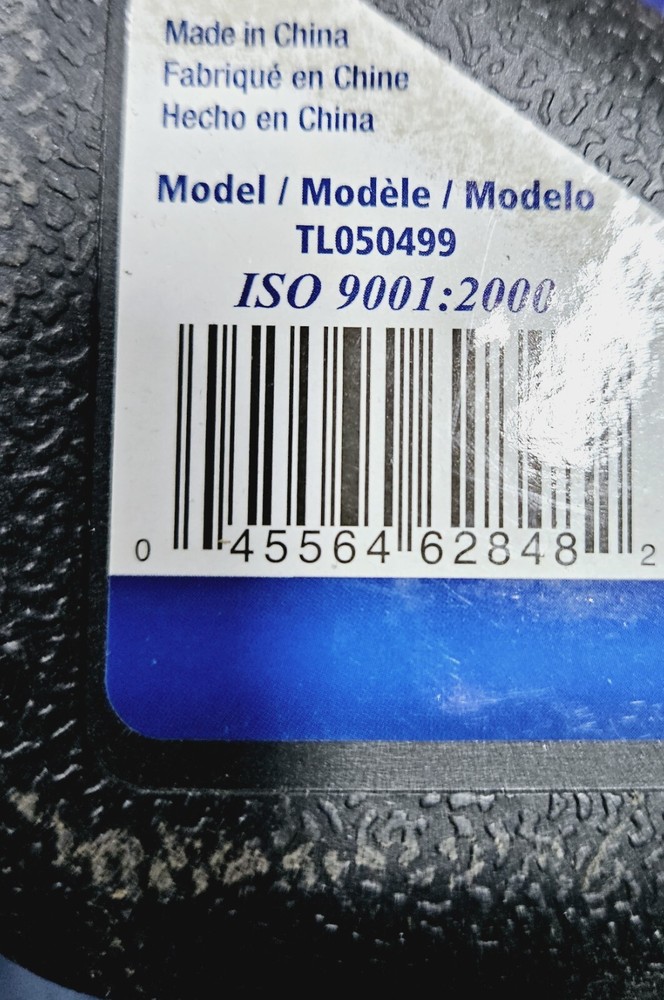 Made in China
Fabriqué en Chine
Hecho en China
Model / Modèle / Modelo
TL050499
ISO 9001:2000
0 45564 62848 2